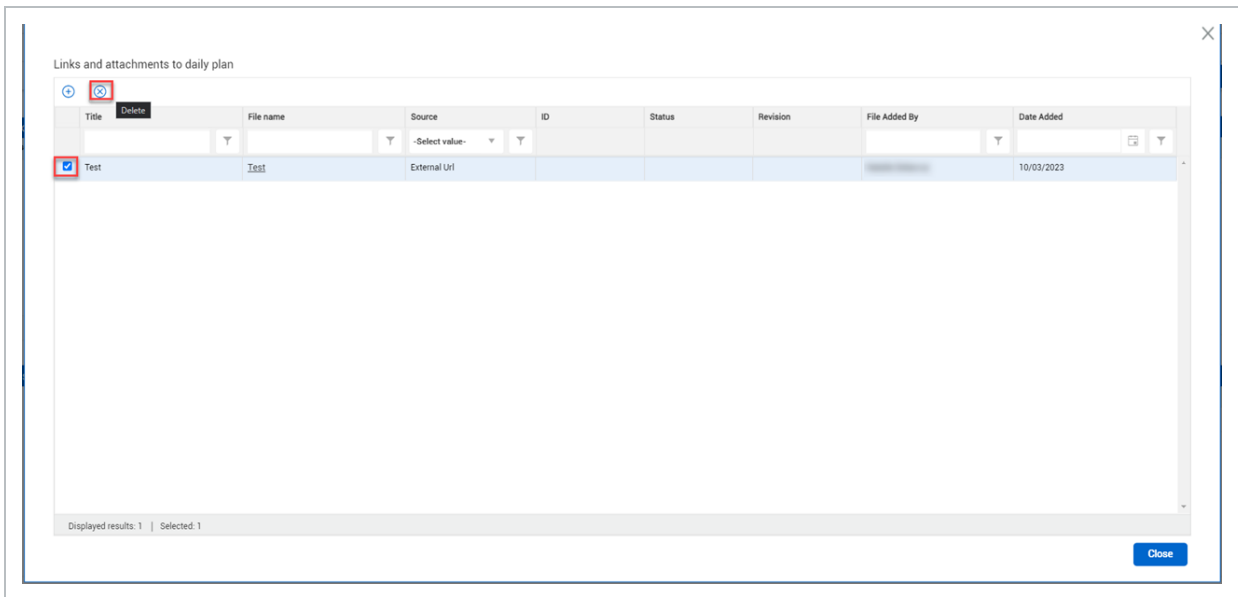 Links and attachments to daily plan
Delete
Title File name Source ID Status Revision File Added By Date Added
-Select value-
Test Test External Url 10/03/2023
Displayed results: 1 | Selected: 1
Close